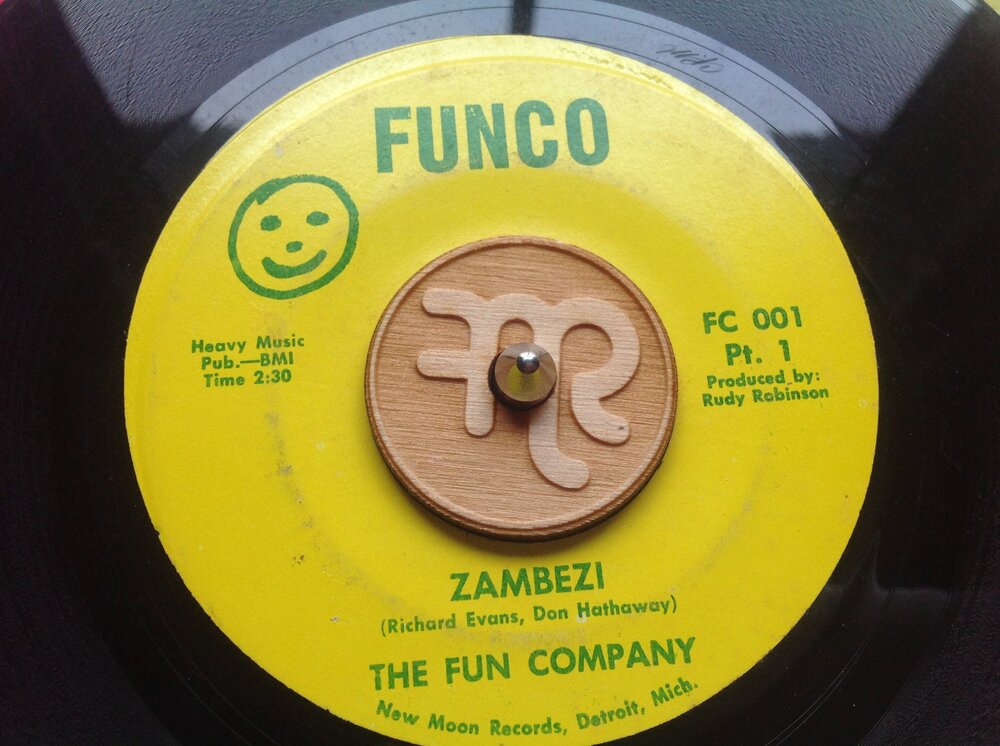 FUNCO
Heavy Music
Pub.—BMI
Time 2:30
FC 001
Pt. 1
Produced by:
Rudy Robinson
ZAMBEZI
(Richard Evans, Don Hathaway)
THE FUN COMPANY
New Moon Records, Detroit, Mich.